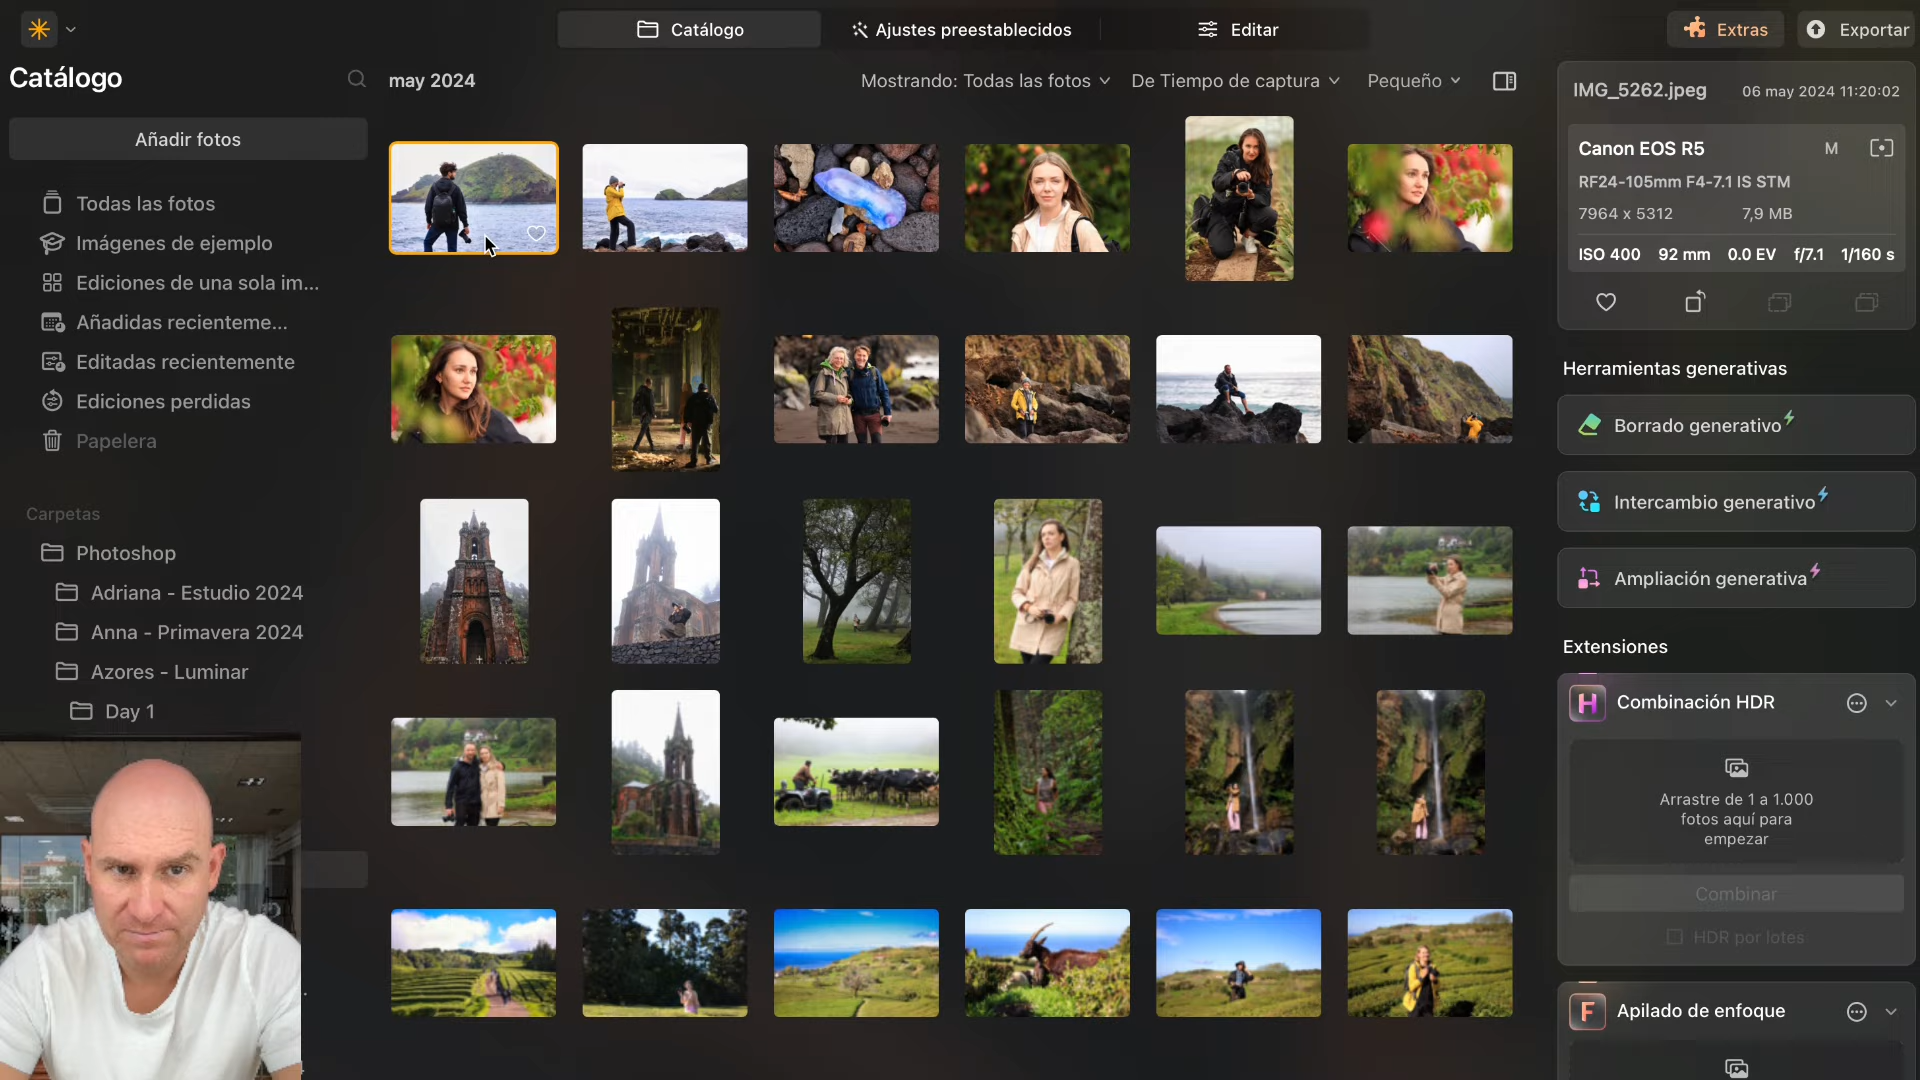 Catálogo
Ajustes preestablecidos
Editar
Extras
Exportar
Catálogo
may 2024
Mostrando: Todas las fotos
De Tiempo de captura
Pequeño
Añadir fotos
Todas las fotos
Imágenes de ejemplo
Ediciones de una sola im...
Añadidas recienteme...
Editadas recientemente
Ediciones perdidas
Papelera
Carpetas
Photoshop
Adriana - Estudio 2024
Anna - Primavera 2024
Azores - Luminar
Day 1
IMG_5262.jpeg
06 may 2024 11:20:02
Canon EOS R5
M
RF24-105mm F4-7.1 IS STM
7964 x 5312
7,9 MB
ISO 400
92 mm
0.0 EV
f/7.1
1/160 s
Herramientas generativas
Borrado generativo
Intercambio generativo
Ampliación generativa
Extensiones
H
Combinación HDR
Arrastre de 1 a 1.000
fotos aquí para
empezar
Combinar
HDR por lotes
F
Apilado de enfoque